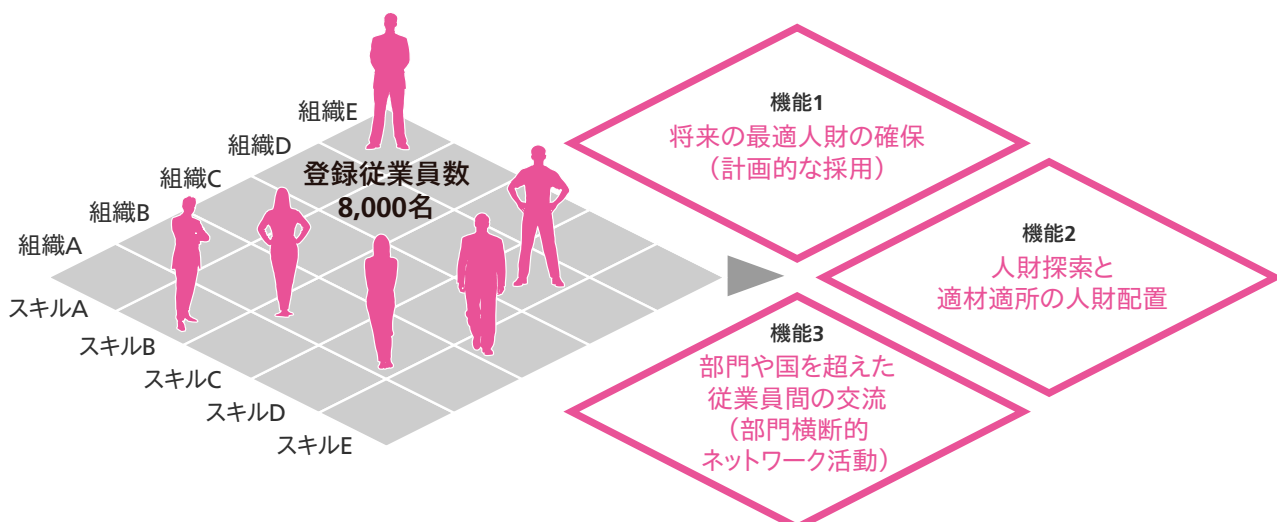 組織E
組織D
組織C
組織B
組織A
登録従業員数
8,000名
スキルA
スキルB
スキルC
スキルD
スキルE
機能1
将来の最適人財の確保
（計画的な採用）
機能2
人財探索と
適材適所の人財配置
機能3
部門や国を超えた
従業員間の交流
（部門横断的
ネットワーク活動）